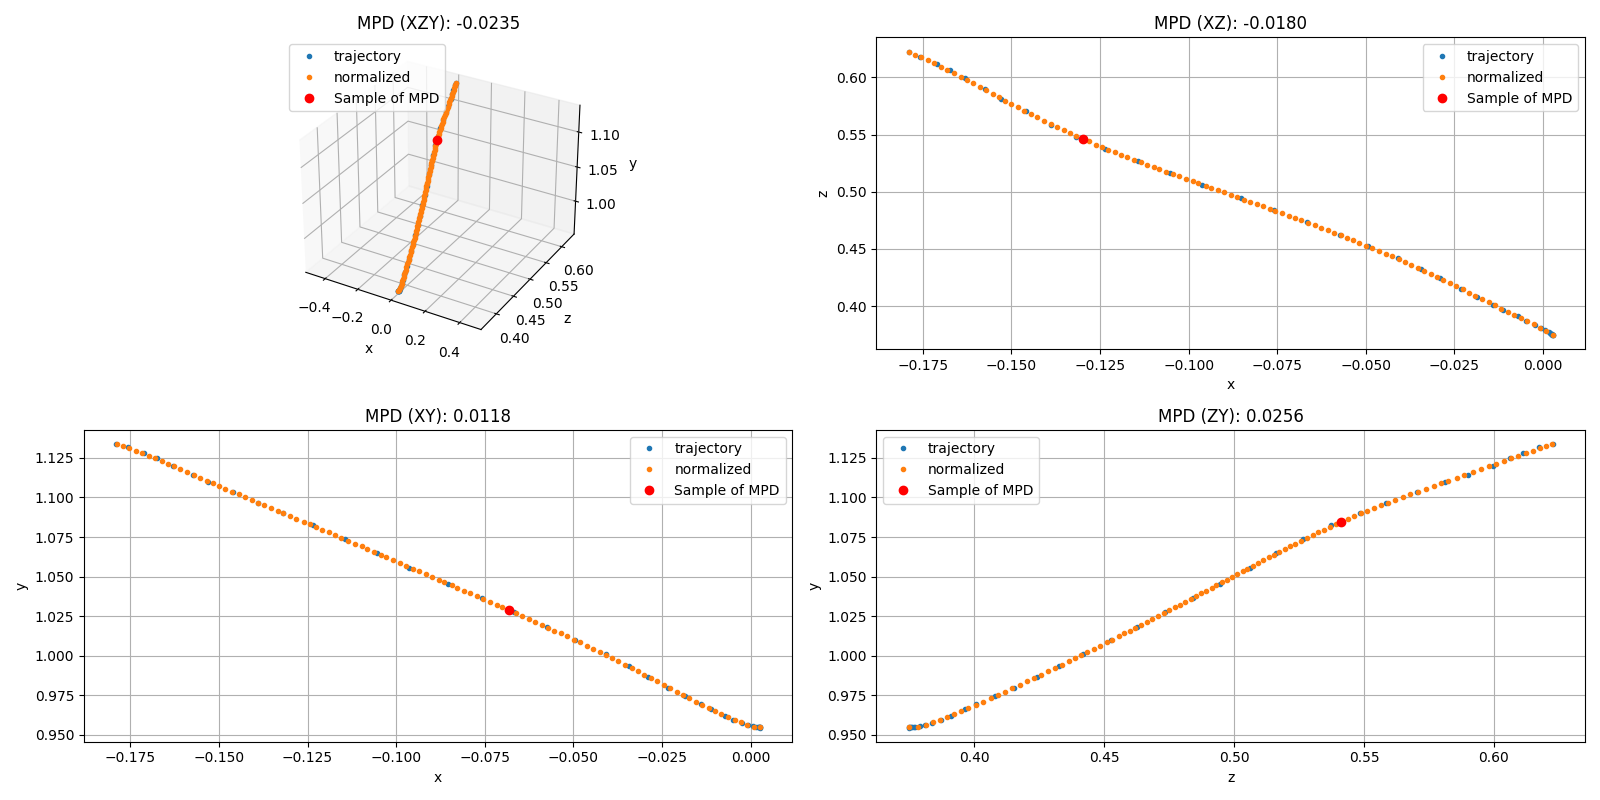 MPD (XZY): -0.0235
trajectory
normalized
Sample of MPD
1.10
1.05
1.00
y
−0.4
−0.2
0.0
0.2
0.4
x
0.40
0.45
0.50
0.55
0.60
z
MPD (XZ): -0.0180
trajectory
normalized
Sample of MPD
0.60
0.55
0.50
0.45
0.40
z
−0.175
−0.150
−0.125
−0.100
−0.075
−0.050
−0.025
0.000
x
MPD (XY): 0.0118
trajectory
normalized
Sample of MPD
1.125
1.100
1.075
1.050
1.025
1.000
0.975
0.950
y
−0.175
−0.150
−0.125
−0.100
−0.075
−0.050
−0.025
0.000
x
MPD (ZY): 0.0256
trajectory
normalized
Sample of MPD
1.125
1.100
1.075
1.050
1.025
1.000
0.975
0.950
y
0.40
0.45
0.50
0.55
0.60
z